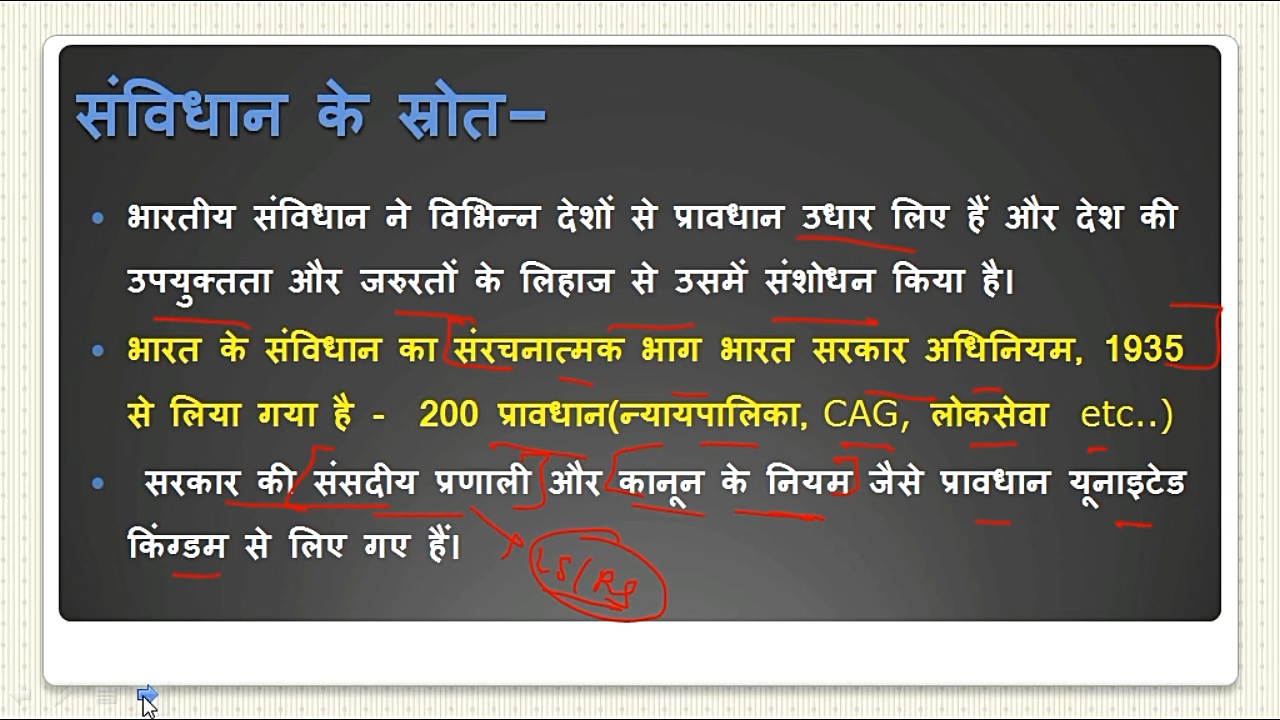 संविधान के स्रोत–
भारतीय संविधान ने विभिन्न देशों से प्रावधान उधार लिए हैं और देश की
उपयुक्तता और जरुरतों के लिहाज से उसमें संशोधन किया है।
भारत के संविधान का संरचनात्मक भाग भारत सरकार अधिनियम, 1935
से लिया गया है - 200 प्रावधान(न्यायपालिका, CAG, लोकसेवा etc..)
सरकार की संसदीय प्रणाली और कानून के नियम जैसे प्रावधान यूनाइटेड
किंग्डम से लिए गए हैं।
LS/RS